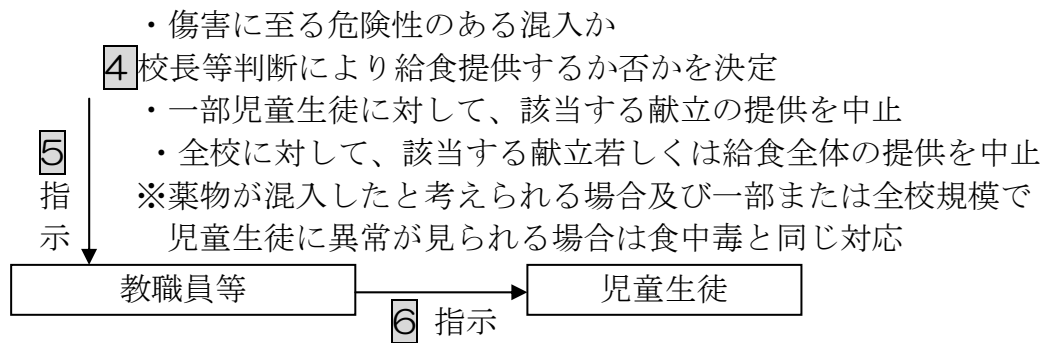 ・傷害に至る危険性のある混入か
4 校長等判断により給食提供するか否かを決定
・一部児童生徒に対して、該当する献立の提供を中止
・全校に対して、該当する献立若しくは給食全体の提供を中止
※薬物が混入したと考えられる場合及び一部または全校規模で
児童生徒に異常が見られる場合は食中毒と同じ対応
5 指示
教職員等
児童生徒
6 指示